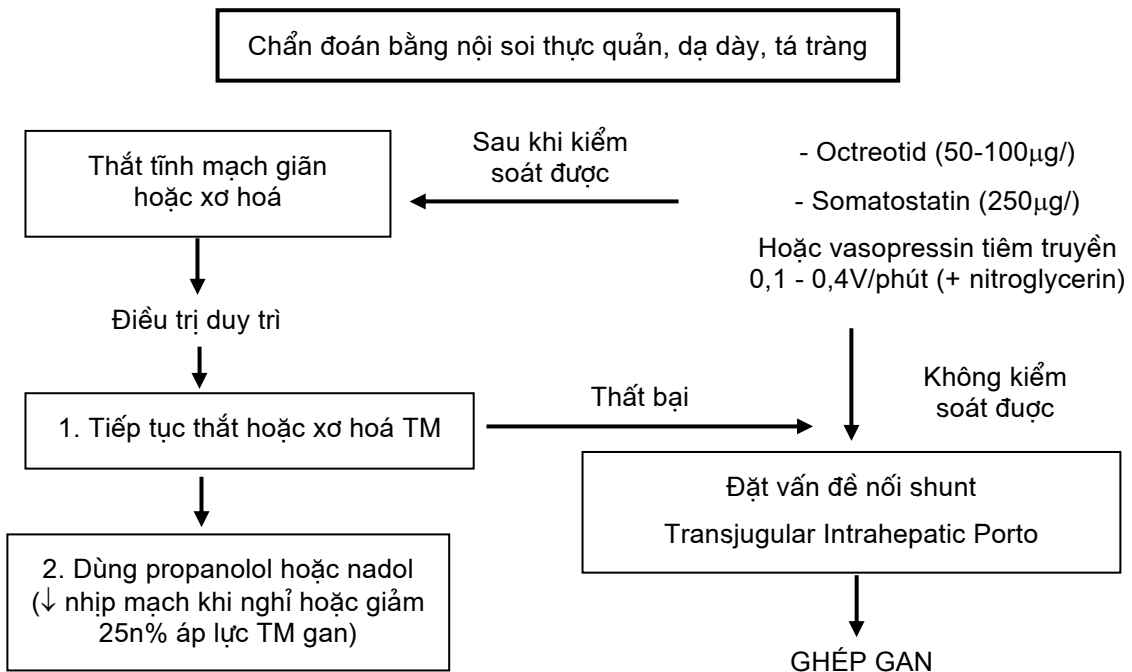 Chẩn đoán bằng nội soi thực quản, dạ dày, tá tràng
Thắt tĩnh mạch giãn
hoặc xơ hoá
Sau khi kiểm
soát được
- Octreotid (50-100μg/)
- Somatostatin (250μg/)
Hoặc vasopressin tiêm truyền
0,1 - 0,4V/phút (+ nitroglycerin)
Điều trị duy trì
1. Tiếp tục thắt hoặc xơ hoá TM
Thất bại
Không kiểm
soát đuợc
Đặt vấn đề nối shunt
Transjugular Intrahepatic Porto
2. Dùng propanolol hoặc nadol
(↓ nhịp mạch khi nghỉ hoặc giảm
25n% áp lực TM gan)
GHÉP GAN